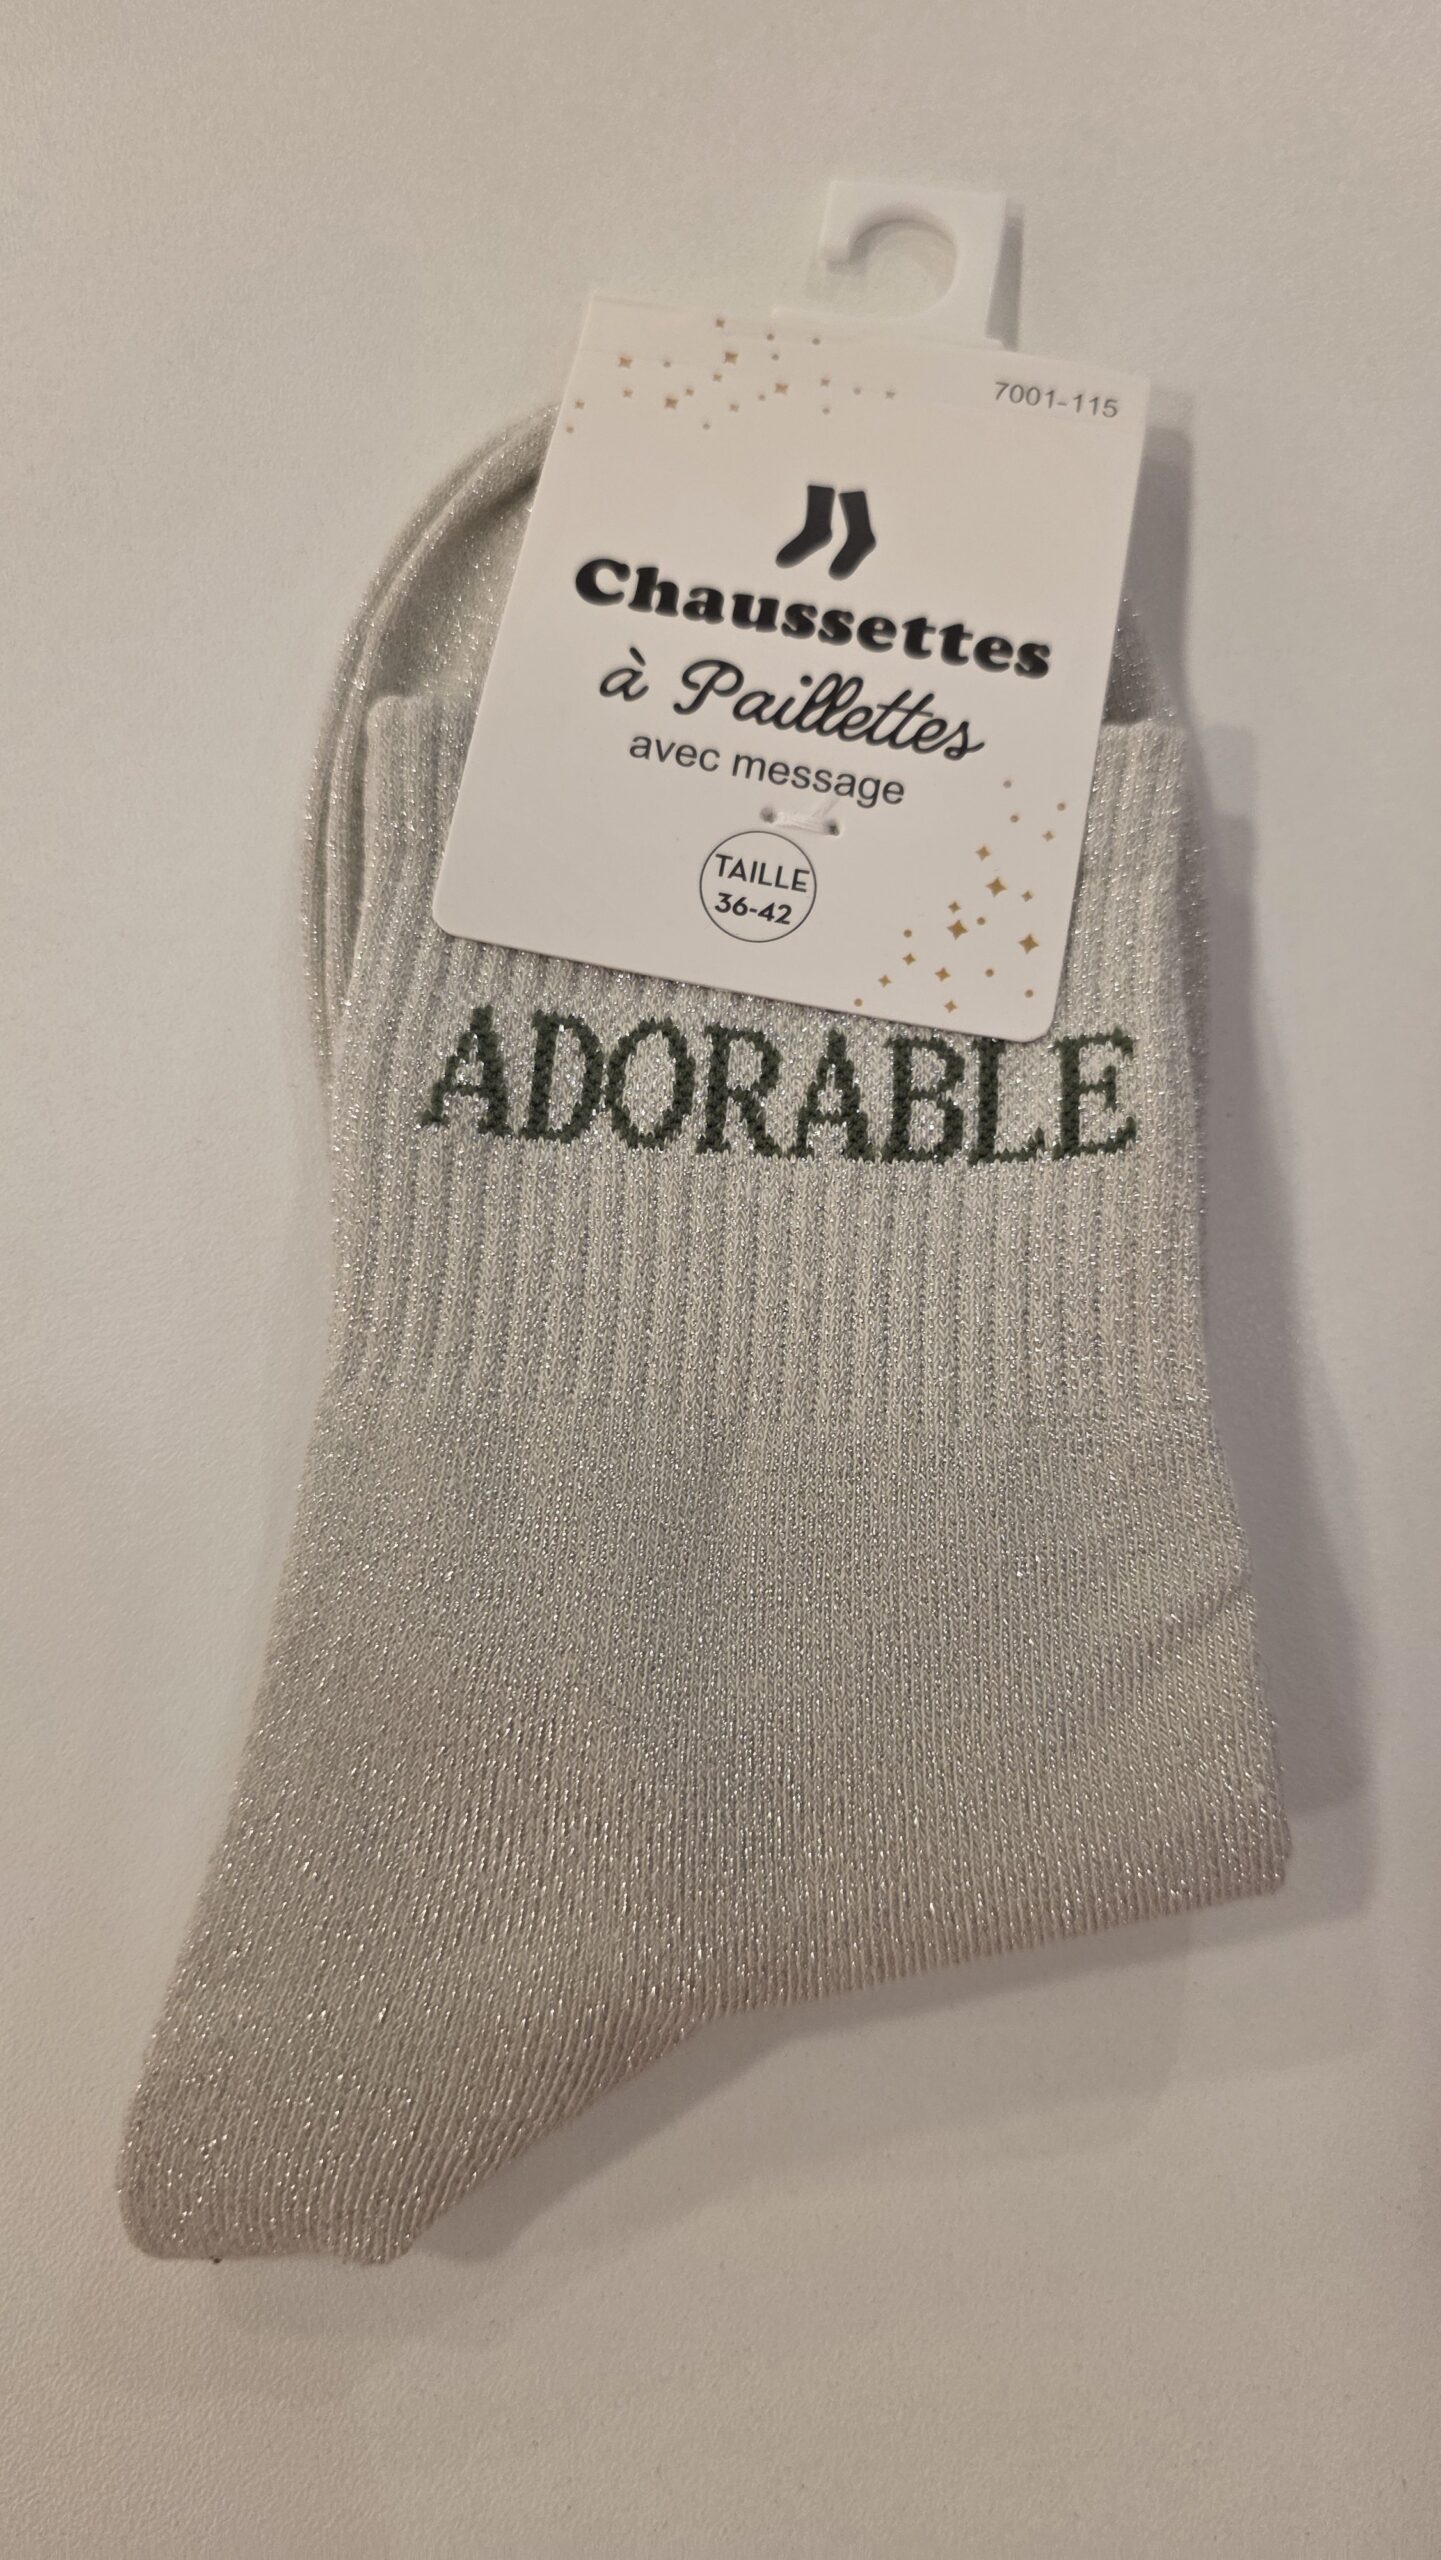 7001-115
Chaussettes
à Paillettes
avec message
TAILLE
36-42
ADORABLE